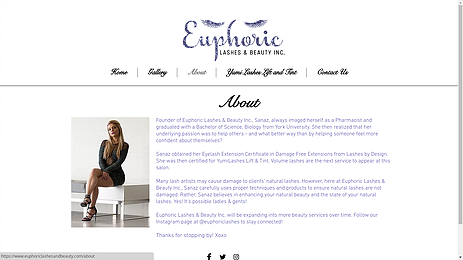 Euphoric
LASHES & BEAUTY INC.
Home
Gallery
About
Yumi Lashes Lift and Tint
Contact Us
About
Founder of Euphoric Lashes & Beauty Inc., Sanaz, always imaged herself as a Pharmacist and
graduated with a Bachelor of Science, Biology from York University. She then realized that her
underlying passion was to help others - and what better way than by helping someone feel more
confident about themselves?
Sanaz obtained her Eyelash Extension Certificate in Damage Free Extensions from Lashes by Design.
She was then certified for YumiLashes Lift & Tint. Volume lashes are the next service to appear at this
salon.
Many lash artists may cause damage to clients' natural lashes. However, here at Euphoric Lashes &
Beauty Inc., Sanaz carefully uses proper techniques and products to ensure natural lashes are not
damaged. Rather, Sanaz believes in enhancing your natural beauty and the state of your natural
lashes. Yes! It's possible ladies & gents!
Euphoric Lashes & Beauty Inc. will be expanding into more beauty services over time. Follow our
Instagram page at @euphoriclashes to stay connected!
Thanks for stopping by! Xoxo
https://www.euphoriclashesandbeauty.com/about